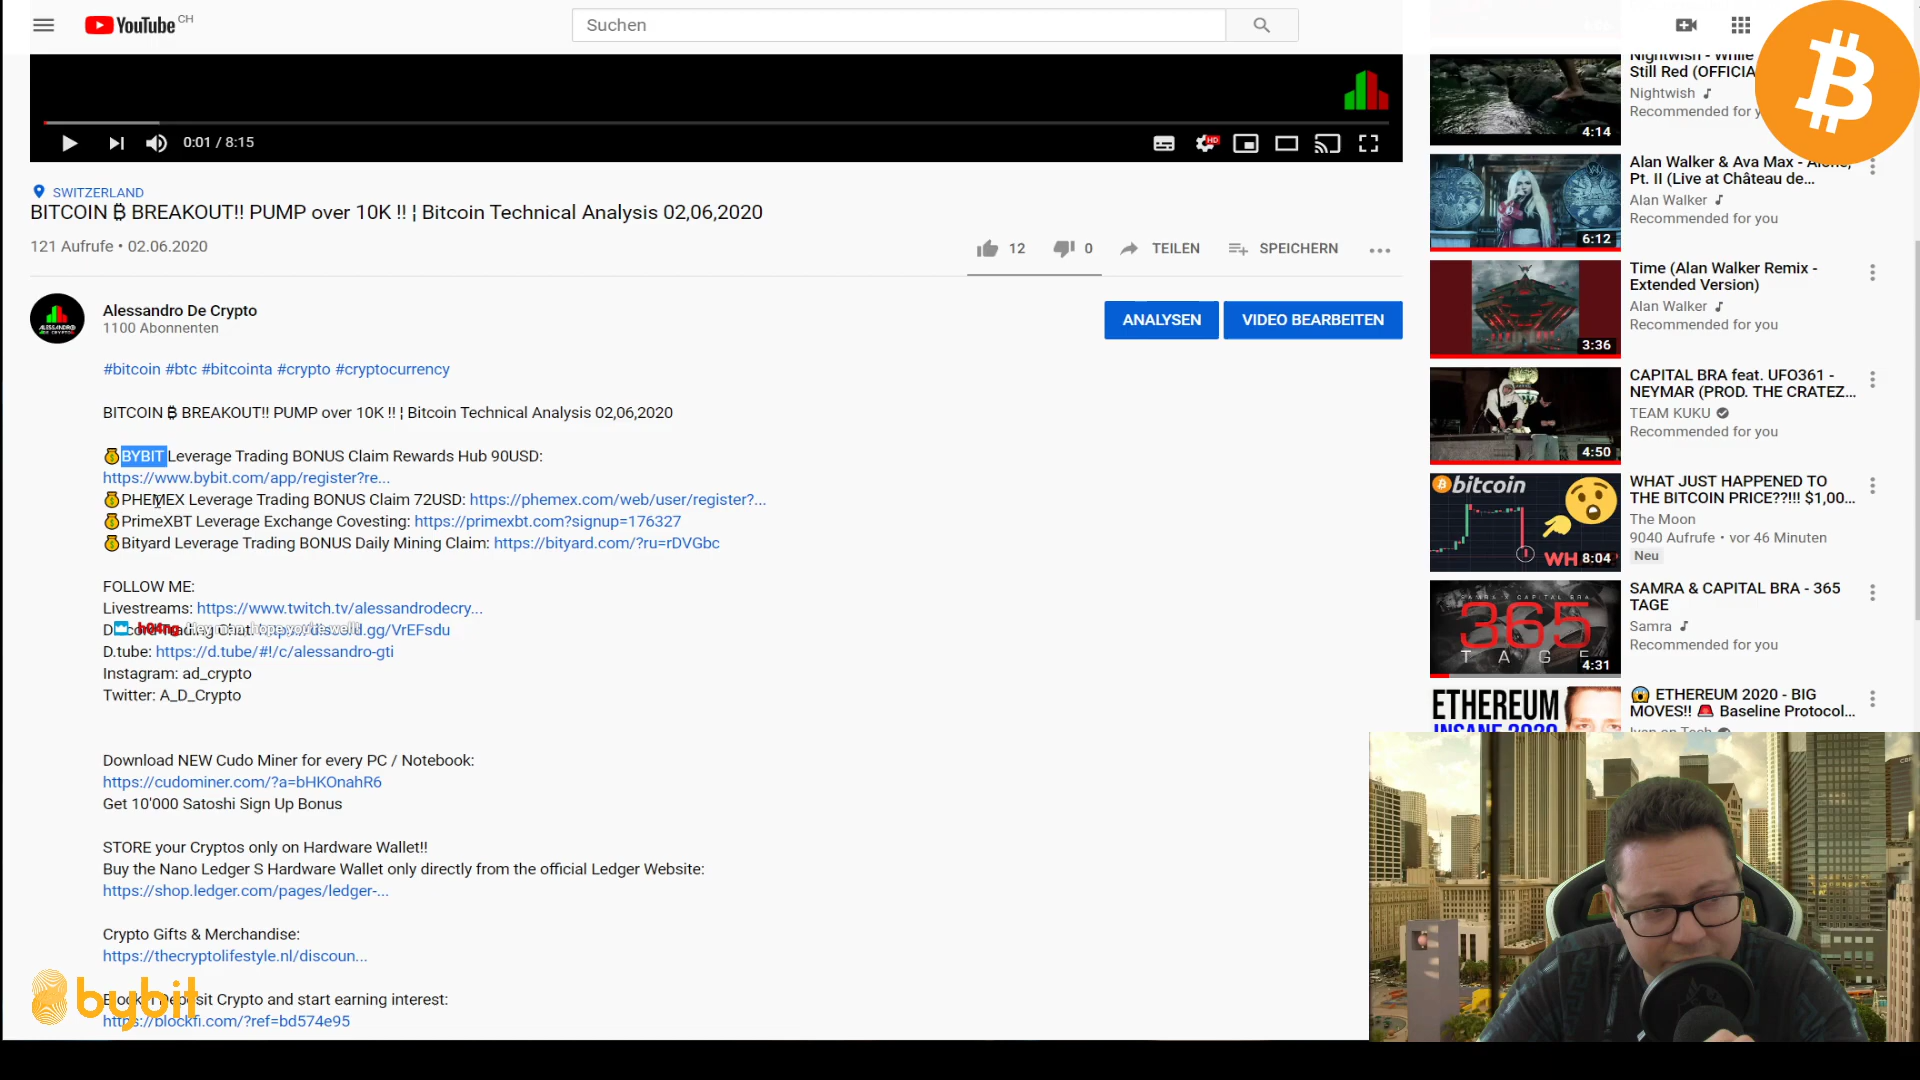 YouTube CH
Suchen
0:01 / 8:15
HD
SWITZERLAND
BITCOIN ₿ BREAKOUT!! PUMP over 10K !! ¦ Bitcoin Technical Analysis 02,06,2020
121 Aufrufe • 02.06.2020
12
0
TEILEN
SPEICHERN
ALESSANDRO
DE CRYPTO
Alessandro De Crypto
1100 Abonnenten
ANALYSEN
VIDEO BEARBEITEN
#bitcoin #btc #bitcointa #crypto #cryptocurrency
BITCOIN ₿ BREAKOUT!! PUMP over 10K !! ¦ Bitcoin Technical Analysis 02,06,2020
💰BYBIT Leverage Trading BONUS Claim Rewards Hub 90USD:
https://www.bybit.com/app/register?re...
💰PHEMEX Leverage Trading BONUS Claim 72USD: https://phemex.com/web/user/register?...
💰PrimeXBT Leverage Exchange Covesting: https://primexbt.com?signup=176327
💰Bityard Leverage Trading BONUS Daily Mining Claim: https://bityard.com/?ru=rDVGbc
FOLLOW ME:
Livestreams: https://www.twitch.tv/alessandrodecry...
d.gg/VrEFsdu
D.tube: https://d.tube/#!/c/alessandro-gti
Instagram: ad_crypto
Twitter: A_D_Crypto
Download NEW Cudo Miner for every PC / Notebook:
https://cudominer.com/?a=bHKOnahR6
Get 10'000 Satoshi Sign Up Bonus
STORE your Cryptos only on Hardware Wallet!!
Buy the Nano Ledger S Hardware Wallet only directly from the official Ledger Website:
https://shop.ledger.com/pages/ledger-...
Crypto Gifts & Merchandise:
https://thecryptolifestyle.nl/discoun...
Crypto and start earning interest:
https://blockfi.com/?ref=bd574e95
bybit
Still Red (OFFICIA
Nightwish
Recommended for y
4:14
Alan Walker & Ava Max - Alone,
Pt. II (Live at Château de...
Alan Walker
Recommended for you
6:12
Time (Alan Walker Remix -
Extended Version)
Alan Walker
Recommended for you
3:36
CAPITAL BRA feat. UFO361 -
NEYMAR (PROD. THE CRATEZ...
TEAM KUKU
Recommended for you
4:50
bitcoin
WH
8:04
WHAT JUST HAPPENED TO
THE BITCOIN PRICE??!!! $1,00...
The Moon
9040 Aufrufe • vor 46 Minuten
Neu
SAMRA & CAPITAL BRA
365
TAGE
4:31
SAMRA & CAPITAL BRA - 365
TAGE
Samra
Recommended for you
ETHEREUM
INSANE 2020
😱 ETHEREUM 2020 - BIG
MOVES!! 🚨 Baseline Protocol...